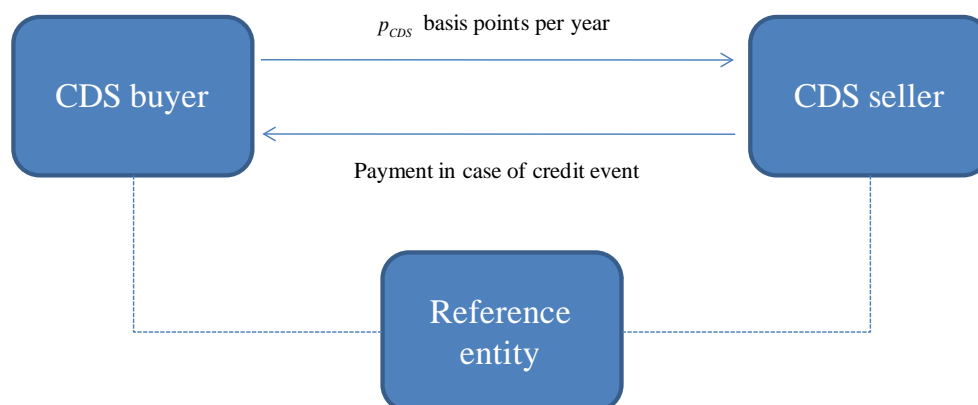 p_CDS basis points per year
CDS buyer
CDS seller
Payment in case of credit event
Reference
entity